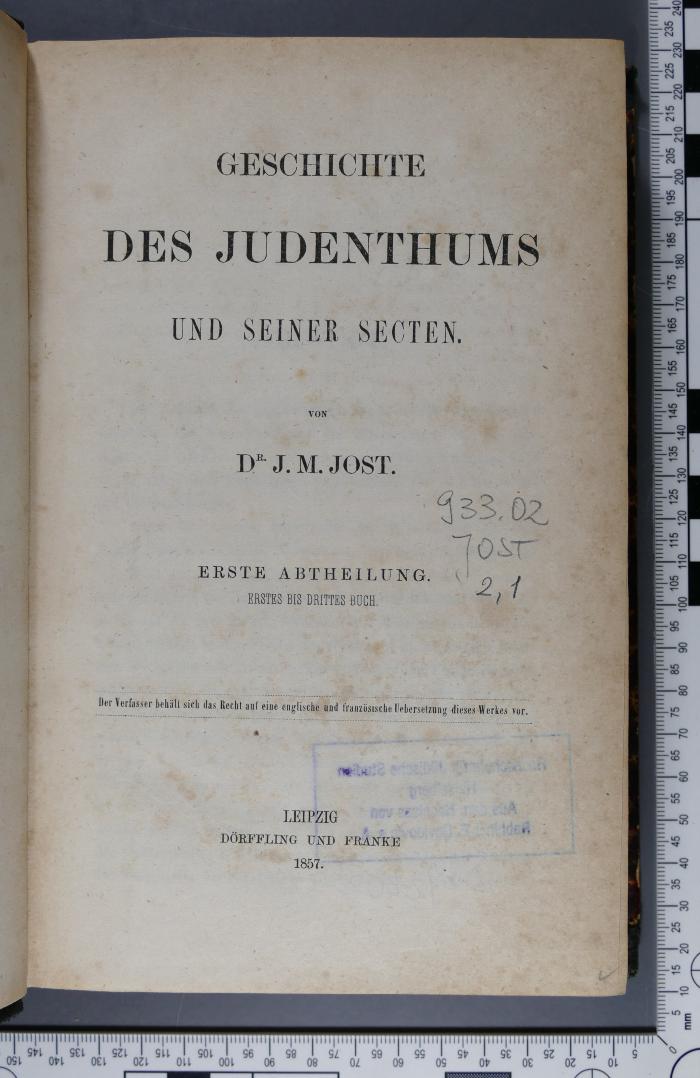 GESCHICHTE
DES JUDENTHUMS
UND SEINER SECTEN.
VON
DR. J. M. JOST.
933.02
JOST
2,1
ERSTE ABTHEILUNG.
ERSTES BIS DRITTES BUCH.
Der Verfasser behält sich das Recht auf eine englische und französische Uebersetzung dieses Werkes vor.
LEIPZIG
DÖRFFLING UND FRANKE
1857.